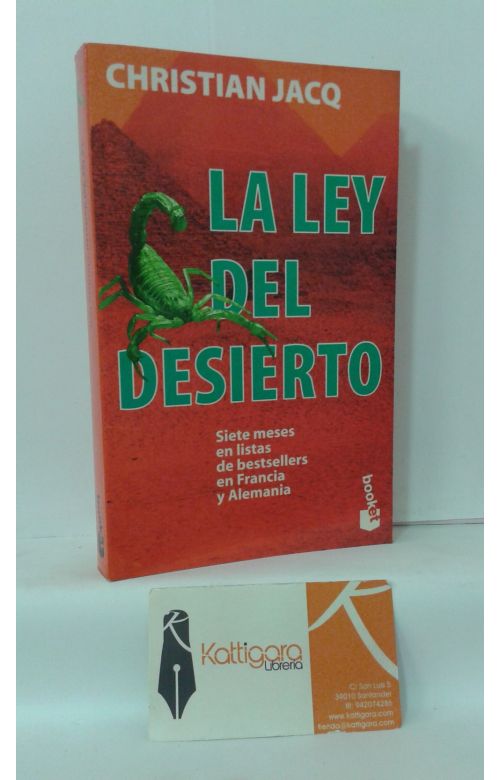 CHRISTIAN JACQ
LA LEY
DEL
DESIERTO
Siete meses
en listas
de bestsellers
en Francia
y Alemania
booket
K
Kattigara
Librería
K
C/ San Luis 5
39010 Santander
www.kattigara.com
tienda@kattigara.com